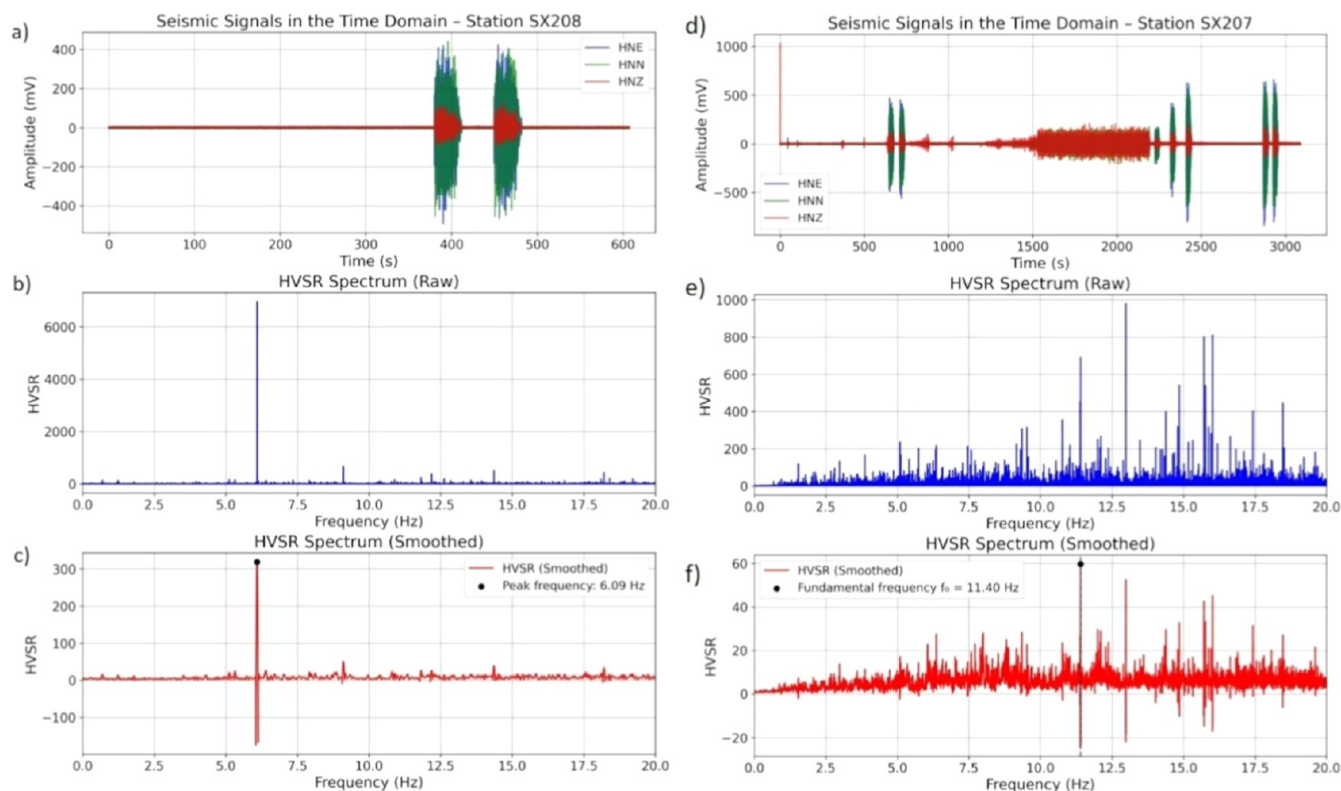 a)
Seismic Signals in the Time Domain – Station SX208
Amplitude (mV)
400
200
0
−200
−400
HNE
HNN
HNZ
0 100 200 300 400 500 600
Time (s)
b)
HVSR Spectrum (Raw)
HVSR
6000
4000
2000
0
0.0 2.5 5.0 7.5 10.0 12.5 15.0 17.5 20.0
Frequency (Hz)
c)
HVSR Spectrum (Smoothed)
HVSR
300
200
100
0
−100
HVSR (Smoothed)
Peak frequency: 6.09 Hz
0.0 2.5 5.0 7.5 10.0 12.5 15.0 17.5 20.0
Frequency (Hz)
d)
Seismic Signals in the Time Domain – Station SX207
Amplitude (mV)
1000
500
0
−500
HNE
HNN
HNZ
0 500 1000 1500 2000 2500 3000
Time (s)
e)
HVSR Spectrum (Raw)
HVSR
1000
800
600
400
200
0
0.0 2.5 5.0 7.5 10.0 12.5 15.0 17.5 20.0
Frequency (Hz)
f)
HVSR Spectrum (Smoothed)
HVSR
60
40
20
0
−20
HVSR (Smoothed)
Fundamental frequency f₀ = 11.40 Hz
0.0 2.5 5.0 7.5 10.0 12.5 15.0 17.5 20.0
Frequency (Hz)